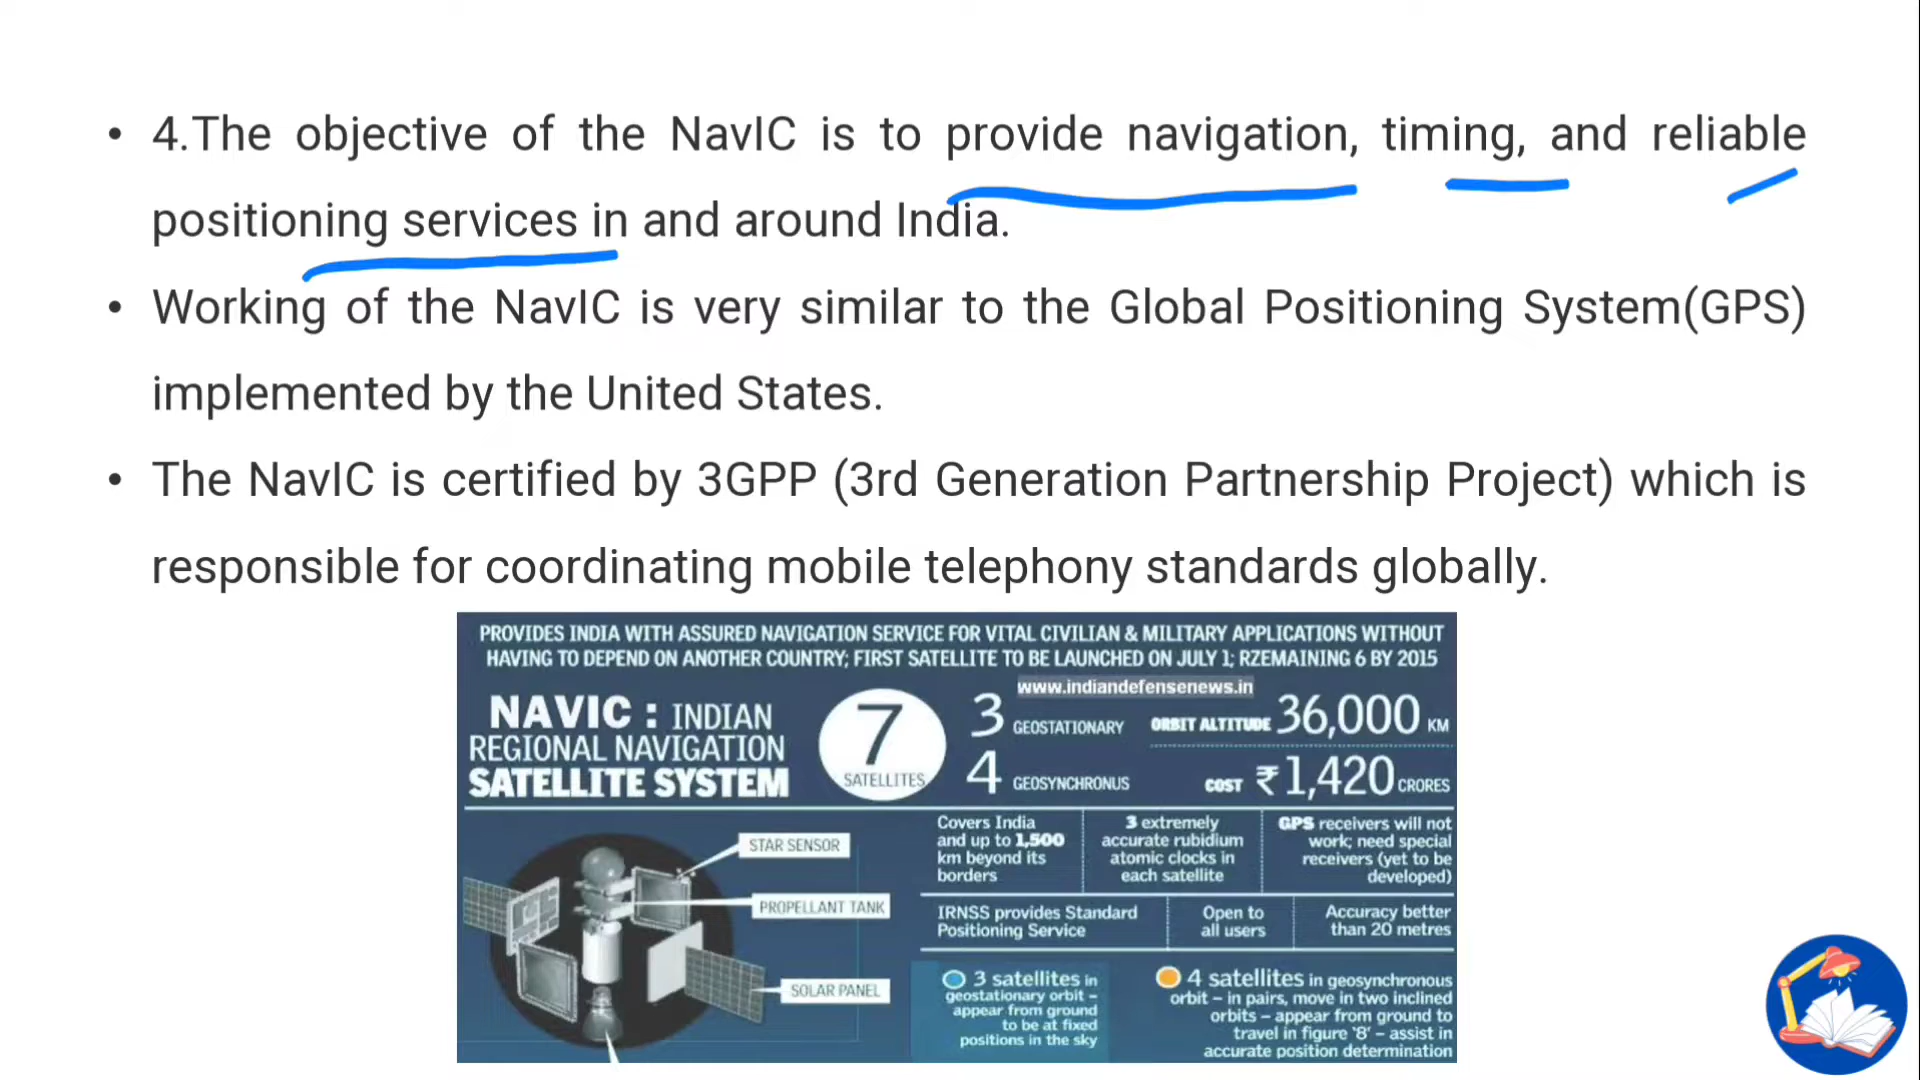 • 4.The objective of the NavIC is to provide navigation, timing, and reliable
positioning services in and around India.
• Working of the NavIC is very similar to the Global Positioning System(GPS)
implemented by the United States.
• The NavIC is certified by 3GPP (3rd Generation Partnership Project) which is
responsible for coordinating mobile telephony standards globally.
PROVIDES INDIA WITH ASSURED NAVIGATION SERVICE FOR VITAL CIVILIAN & MILITARY APPLICATIONS WITHOUT
HAVING TO DEPEND ON ANOTHER COUNTRY; FIRST SATELLITE TO BE LAUNCHED ON JULY 1; RZEMAINING 6 BY 2015
www.indiandefensenews.in
NAVIC : INDIAN
REGIONAL NAVIGATION
SATELLITE SYSTEM
7
SATELLITES
3 GEOSTATIONARY
4 GEOSYNCHRONUS
ORBIT ALTITUDE 36,000 KM
COST ₹1,420 CRORES
STAR SENSOR
PROPELLANT TANK
SOLAR PANEL
Covers India
and up to 1,500
km beyond its
borders
3 extremely
accurate rubidium
atomic clocks in
each satellite
GPS receivers will not
work; need special
receivers (yet to be
developed)
IRNSS provides Standard
Positioning Service
Open to
all users
Accuracy better
than 20 metres
3 satellites in
geostationary orbit –
appear from ground
to be at fixed
positions in the sky
4 satellites in geosynchronous
orbit – in pairs, move in two inclined
orbits – appear from ground to
travel in figure '8' – assist in
accurate position determination